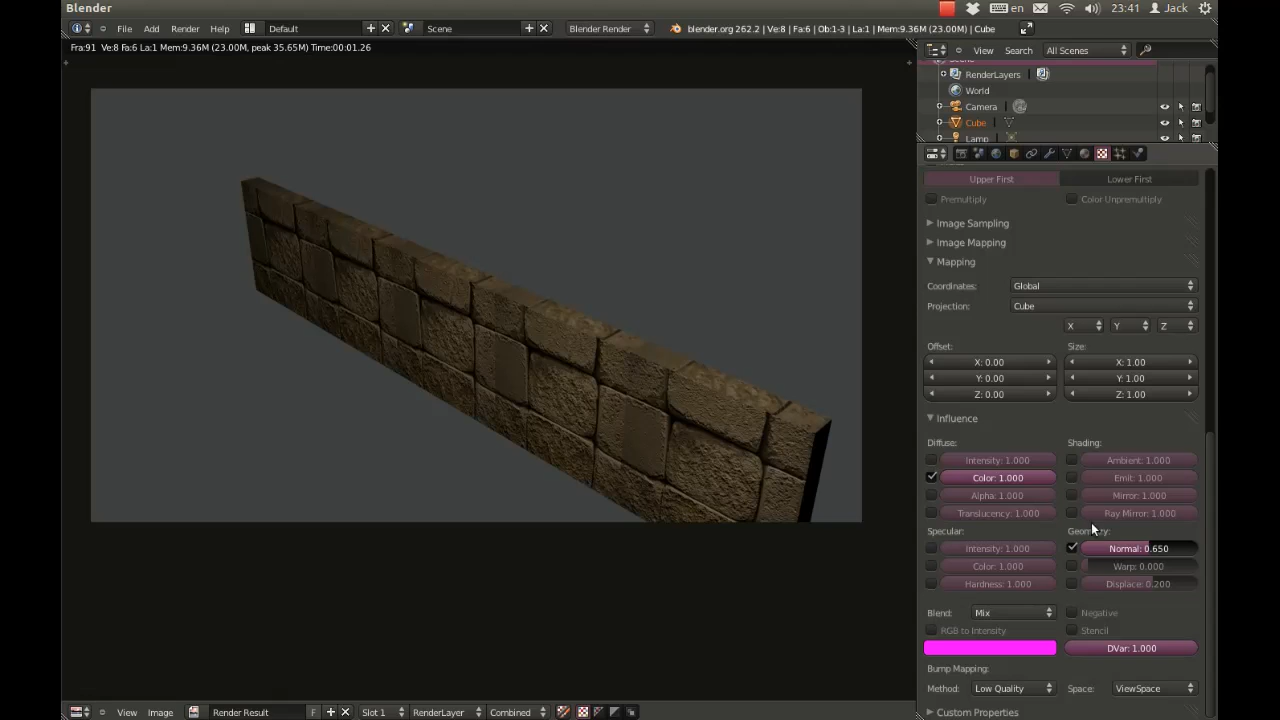 Blender
en 23:41 Jack
File Add Render Help Default Scene Blender Render blender.org 262.2 | Ve:8 | Fa:6 | Ob:1-3 | La:1 | Mem:9.36M (23.00M) | Cube
Fra:91 Ve:8 Fa:6 La:1 Mem:9.36M (23.00M, peak 35.65M) Time:00:01.26
View Search All Scenes
Scene
RenderLayers
World
Camera
Cube
Lamp
Upper First Lower First
Premultiply Color Unpremultiply
Image Sampling
Image Mapping
Mapping
Coordinates: Global
Projection: Cube
X Y Z
Offset: Size:
X: 0.00 X: 1.00
Y: 0.00 Y: 1.00
Z: 0.00 Z: 1.00
Influence
Diffuse: Shading:
Intensity: 1.000 Ambient: 1.000
Color: 1.000 Emit: 1.000
Alpha: 1.000 Mirror: 1.000
Translucency: 1.000 Ray Mirror: 1.000
Specular: Geometry:
Intensity: 1.000 Normal: 0.650
Color: 1.000 Warp: 0.000
Hardness: 1.000 Displace: 0.200
Blend: Mix Negative
RGB to Intensity Stencil
DVar: 1.000
Bump Mapping:
Method: Low Quality Space: ViewSpace
Custom Properties
View Image Render Result F Slot 1 RenderLayer Combined